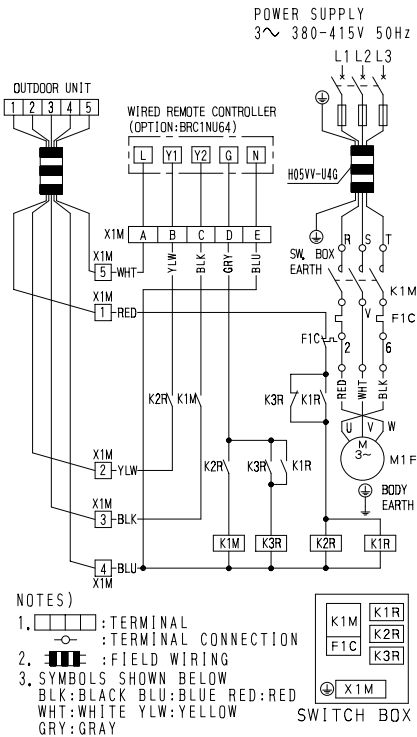 POWER SUPPLY
3~ 380-415V 50Hz
L1 L2 L3
OUTDOOR UNIT
1 2 3 4 5
WIRED REMOTE CONTROLLER
(OPTION:BRC1NU64)
L Y1 Y2 G N
H05VV-U4G
X1M A B C D E
R S T
SW. BOX
EARTH
X1M
5 WHT
YLW BLK GRY BLU
K1M
X1M
1 RED
V
F1C
F1C
2 6
RED WHT BLK
K2R K1M
K3R K1R
U V W
M
3~
M1F
X1M
2 YLW
K2R K3R K1R
BODY
EARTH
X1M
3 BLK
K1M K3R K2R K1R
4 BLU
X1M
NOTES)
1. :TERMINAL
:TERMINAL CONNECTION
2. :FIELD WIRING
3. SYMBOLS SHOWN BELOW
BLK:BLACK BLU:BLUE RED:RED
WHT:WHITE YLW:YELLOW
GRY:GRAY
K1M K1R
F1C K2R
K3R
X1M
SWITCH BOX